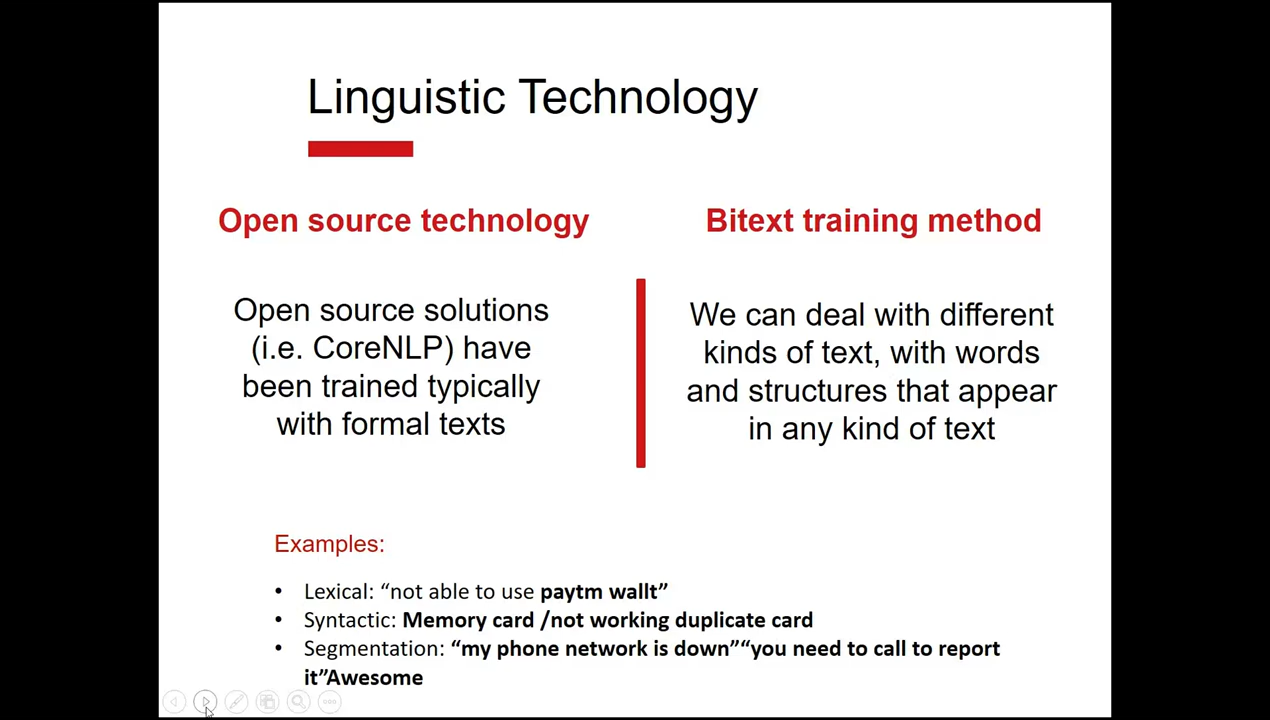 Linguistic Technology
Open source technology
Open source solutions
(i.e. CoreNLP) have
been trained typically
with formal texts
Bitext training method
We can deal with different
kinds of text, with words
and structures that appear
in any kind of text
Examples:
• Lexical: “not able to use paytm wallt”
• Syntactic: Memory card /not working duplicate card
• Segmentation: “my phone network is down”“you need to call to report
it”Awesome